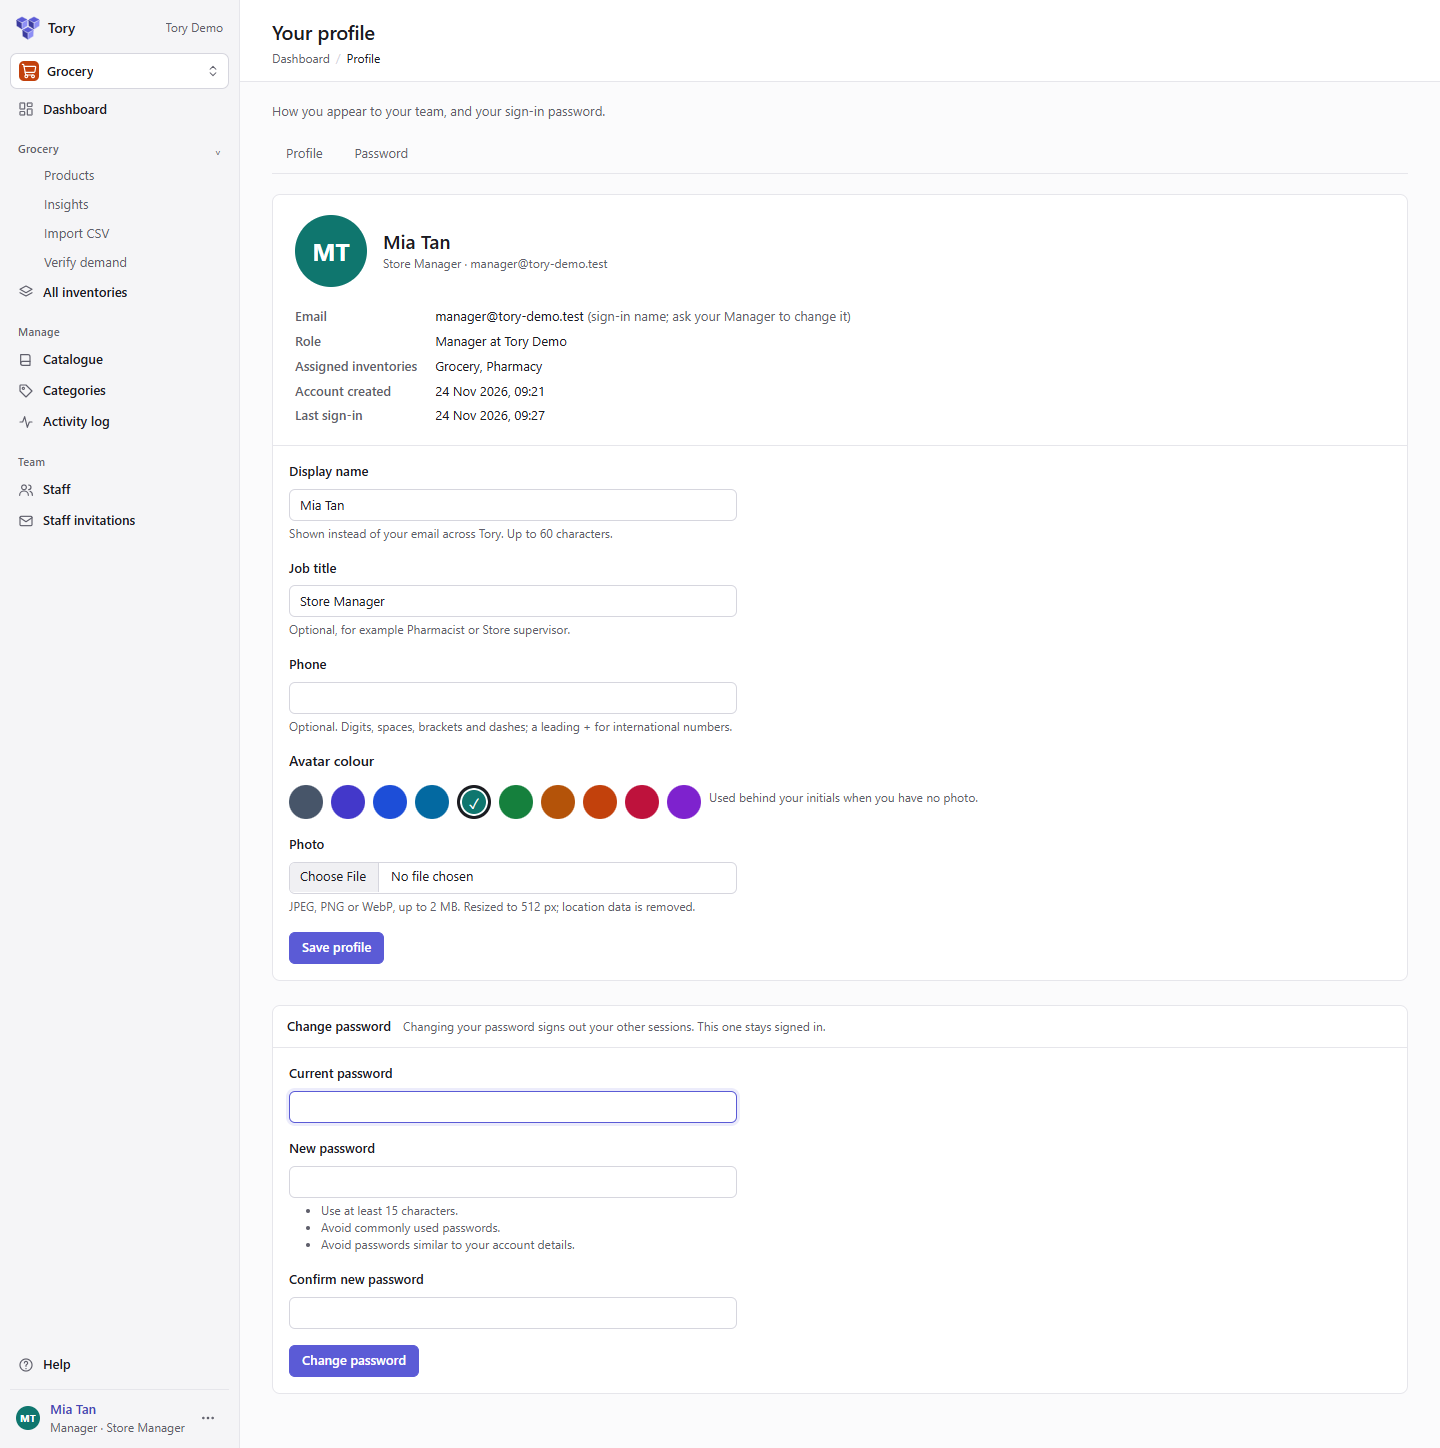 Tory
Tory Demo
Grocery
Dashboard
Grocery
Products
Insights
Import CSV
Verify demand
All inventories
Manage
Catalogue
Categories
Activity log
Team
Staff
Staff invitations
Help
MT
Mia Tan
Manager · Store Manager
Your profile
Dashboard / Profile
How you appear to your team, and your sign-in password.
Profile Password
MT
Mia Tan
Store Manager · manager@tory-demo.test
Email manager@tory-demo.test (sign-in name; ask your Manager to change it)
Role Manager at Tory Demo
Assigned inventories Grocery, Pharmacy
Account created 24 Nov 2026, 09:21
Last sign-in 24 Nov 2026, 09:27
Display name
Mia Tan
Shown instead of your email across Tory. Up to 60 characters.
Job title
Store Manager
Optional, for example Pharmacist or Store supervisor.
Phone
Optional. Digits, spaces, brackets and dashes; a leading + for international numbers.
Avatar colour
Used behind your initials when you have no photo.
Photo
Choose File No file chosen
JPEG, PNG or WebP, up to 2 MB. Resized to 512 px; location data is removed.
Save profile
Change password Changing your password signs out your other sessions. This one stays signed in.
Current password
New password
• Use at least 15 characters.
• Avoid commonly used passwords.
• Avoid passwords similar to your account details.
Confirm new password
Change password